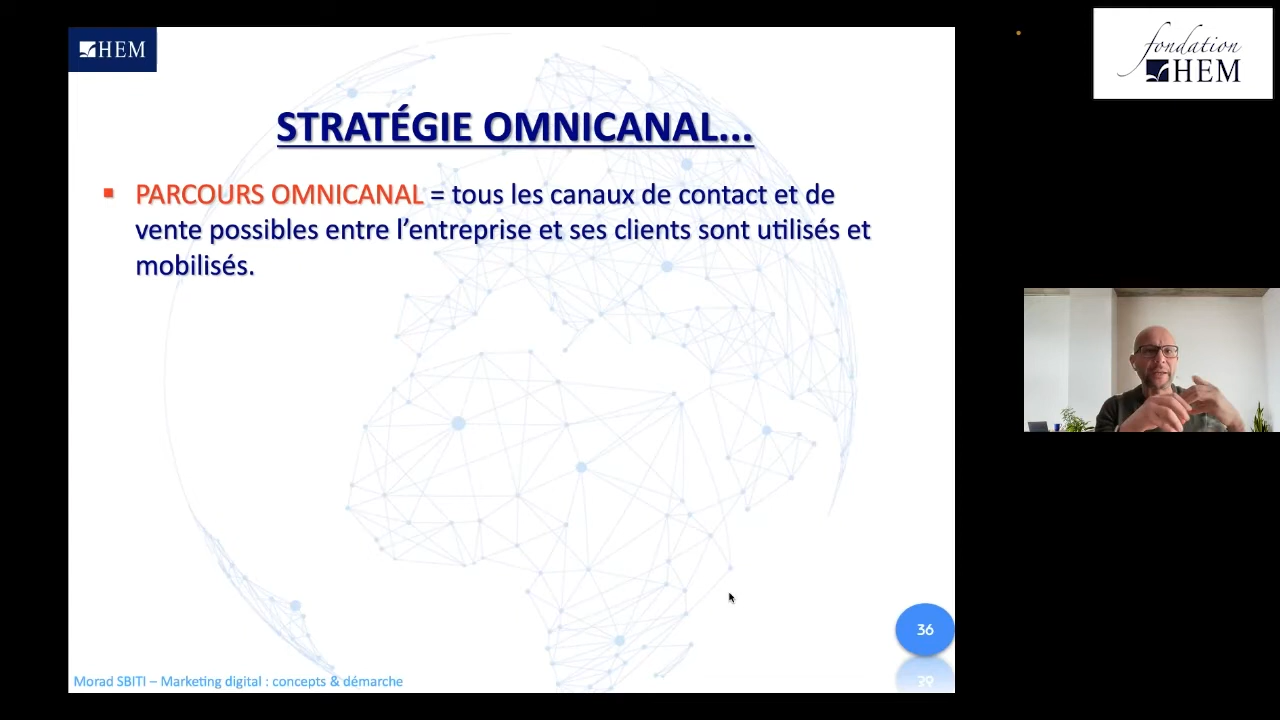 HEM
fondation
HEM
STRATÉGIE OMNICANAL...
PARCOURS OMNICANAL = tous les canaux de contact et de
vente possibles entre l’entreprise et ses clients sont utilisés et
mobilisés.
36
Morad SBITI – Marketing digital : concepts & démarche